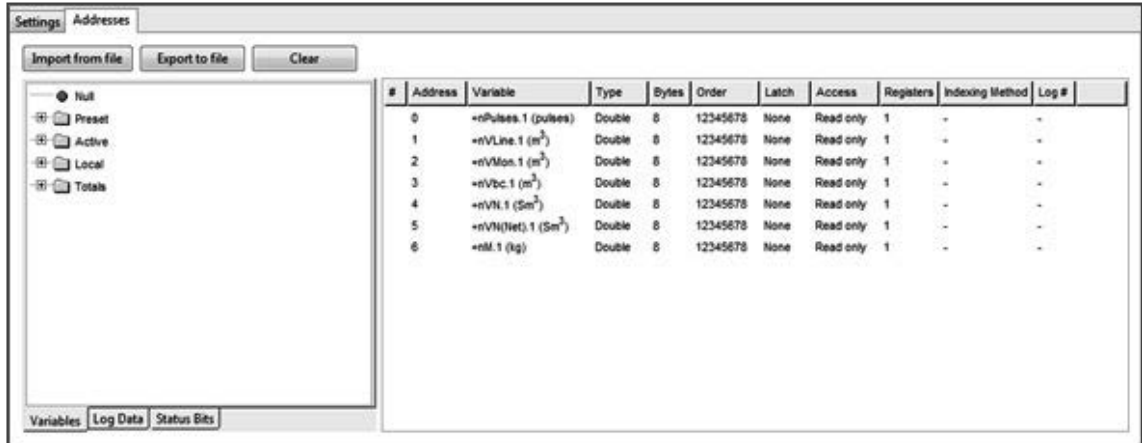 Settings Addresses
Import from file Export to file Clear
Null
Preset
Active
Local
Totals
Variables Log Data Status Bits
# Address Variable Type Bytes Order Latch Access Registers Indexing Method Log #
0 +nPulses.1 (pulses) Double 8 12345678 None Read only 1 - -
1 +nVLine.1 (m³) Double 8 12345678 None Read only 1 - -
2 +nVMon.1 (m³) Double 8 12345678 None Read only 1 - -
3 +nVbc.1 (m³) Double 8 12345678 None Read only 1 - -
4 +nVN.1 (Sm³) Double 8 12345678 None Read only 1 - -
5 +nVN(Net).1 (Sm³) Double 8 12345678 None Read only 1 - -
6 +nM.1 (kg) Double 8 12345678 None Read only 1 - -